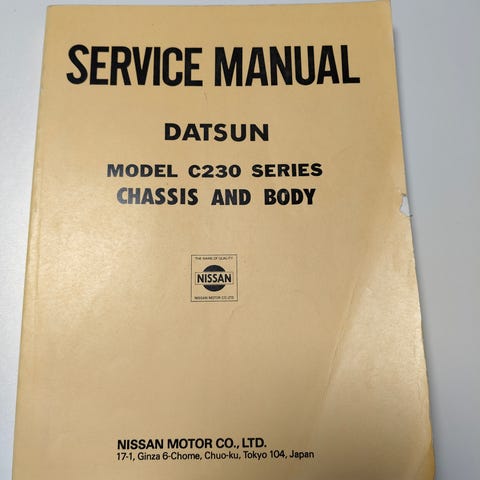 SERVICE MANUAL
DATSUN
MODEL C230 SERIES
CHASSIS AND BODY
THE NAME OF QUALITY
NISSAN
NISSAN MOTOR CO.,LTD.
NISSAN MOTOR CO., LTD.
17-1, Ginza 6-Chome, Chuo-ku, Tokyo 104, Japan